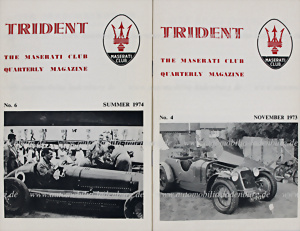 TRIDENT
MASERATI
CLUB
THE MASERATI CLUB
QUARTERLY MAGAZINE
No. 6 SUMMER 1974
TRIDENT
MASERATI
CLUB
THE MASERATI CLUB
QUARTERLY MAGAZINE
No. 4 NOVEMBER 1973